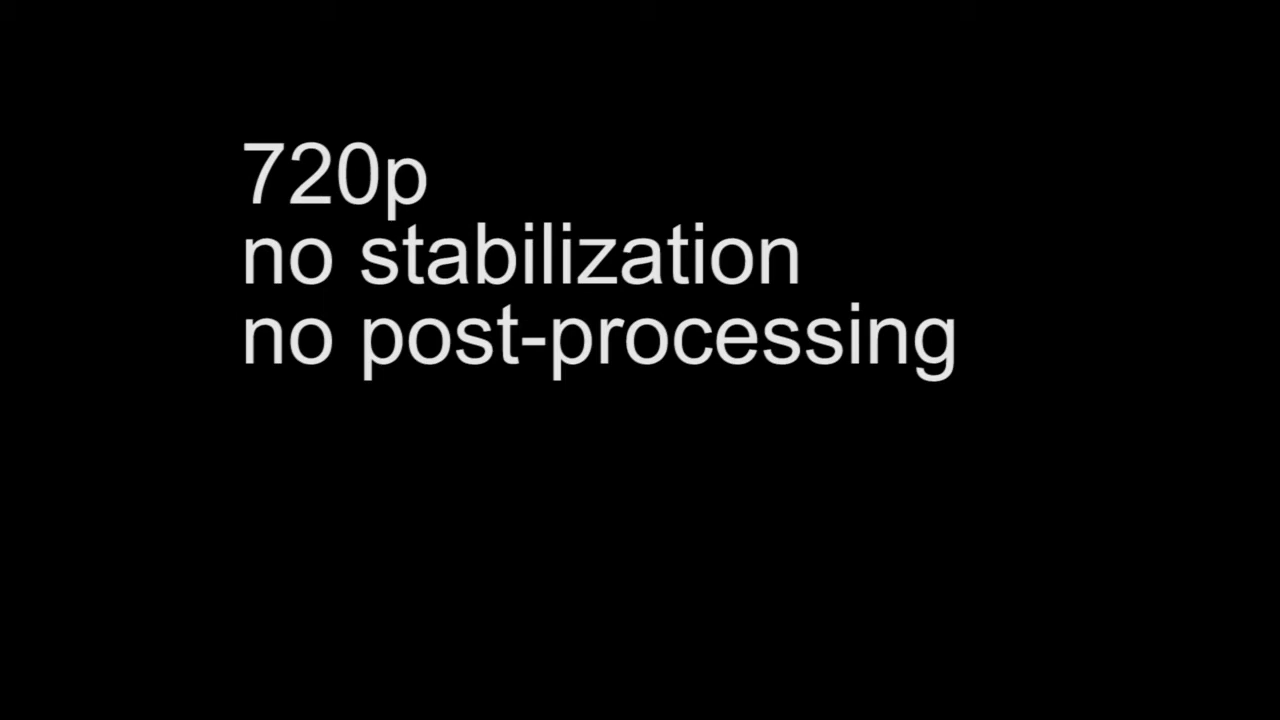 720p
no stabilization
no post-processing